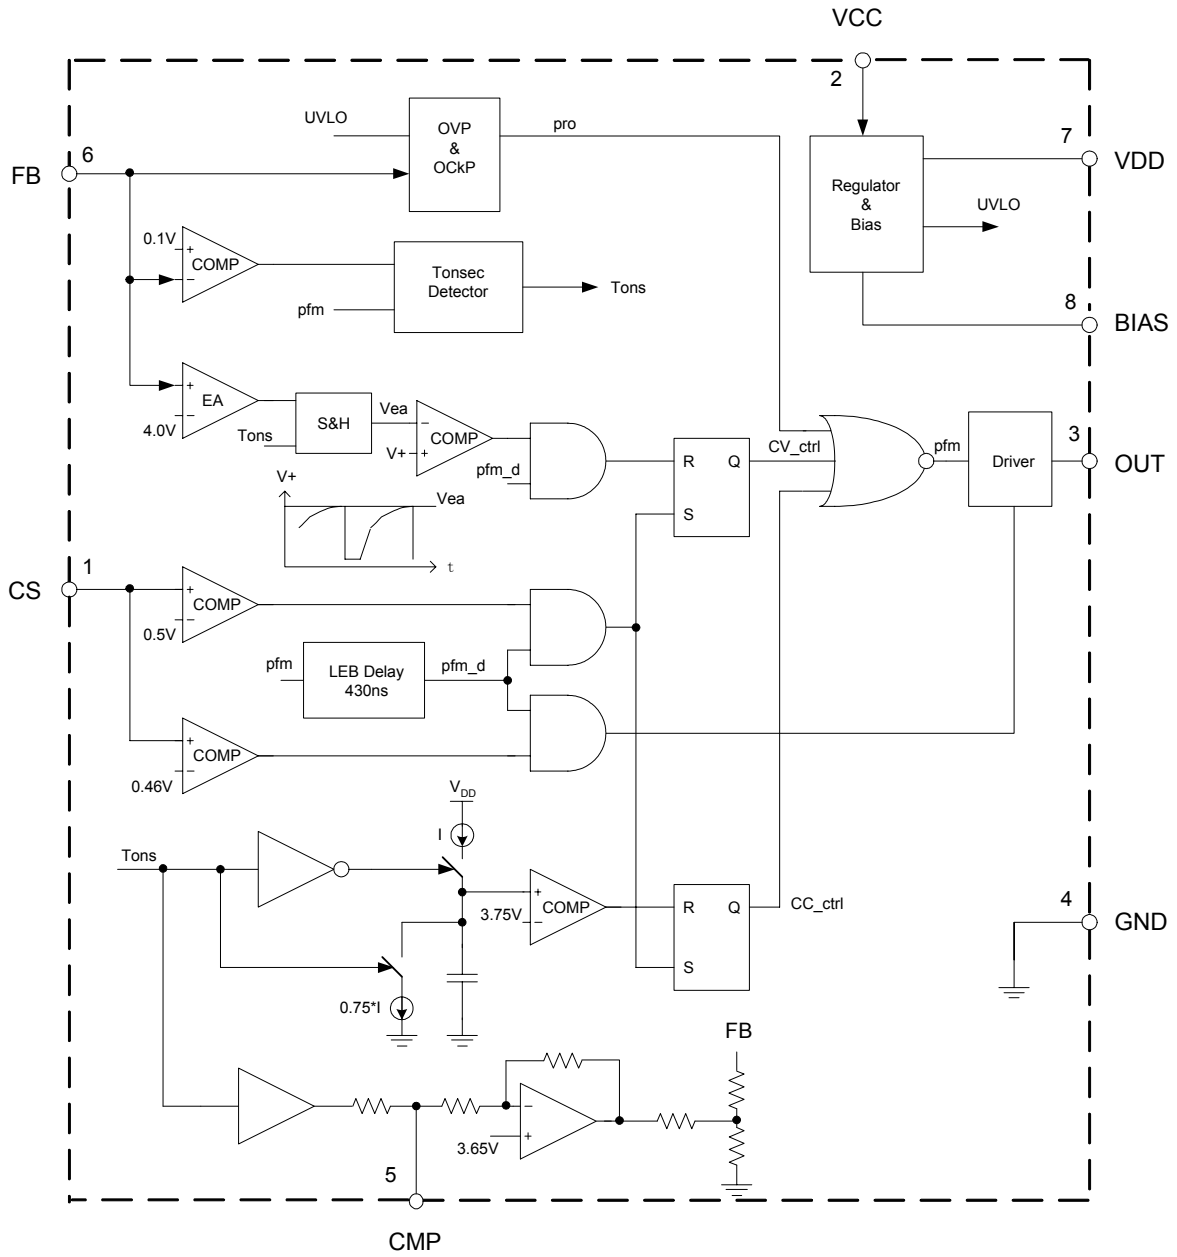 VCC
2
UVLO
OVP
&
OCkP
pro
FB
6
7
VDD
Regulator
&
Bias
UVLO
0.1V
+
COMP
−
Tonsec
Detector
Tons
pfm
8
BIAS
+
EA
−
4.0V
S&H
Tons
Vea
−
COMP
V+
+
pfm_d
R
Q
S
CV_ctrl
pfm
Driver
3
OUT
V+
Vea
t
CS
1
+
COMP
−
0.5V
pfm
LEB Delay
430ns
pfm_d
+
COMP
−
0.46V
VDD
I
Tons
+
COMP
3.75V
−
R
Q
S
CC_ctrl
4
GND
0.75*I
FB
−
+
3.65V
5
CMP